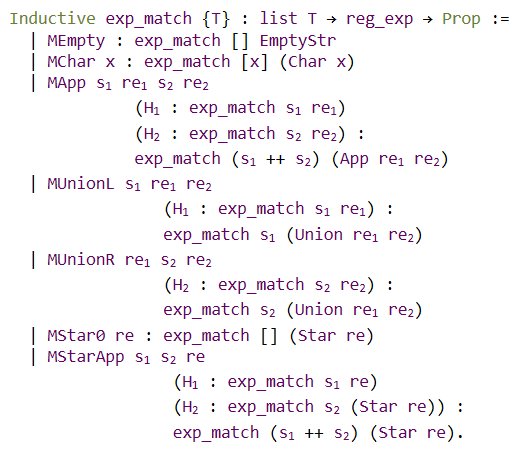 Inductive exp_match {T} : list T → reg_exp → Prop :=
| MEmpty : exp_match [] EmptyStr
| MChar x : exp_match [x] (Char x)
| MApp s₁ re₁ s₂ re₂
(H₁ : exp_match s₁ re₁)
(H₂ : exp_match s₂ re₂) :
exp_match (s₁ ++ s₂) (App re₁ re₂)
| MUnionL s₁ re₁ re₂
(H₁ : exp_match s₁ re₁) :
exp_match s₁ (Union re₁ re₂)
| MUnionR re₁ s₂ re₂
(H₂ : exp_match s₂ re₂) :
exp_match s₂ (Union re₁ re₂)
| MStar0 re : exp_match [] (Star re)
| MStarApp s₁ s₂ re
(H₁ : exp_match s₁ re)
(H₂ : exp_match s₂ (Star re)) :
exp_match (s₁ ++ s₂) (Star re).